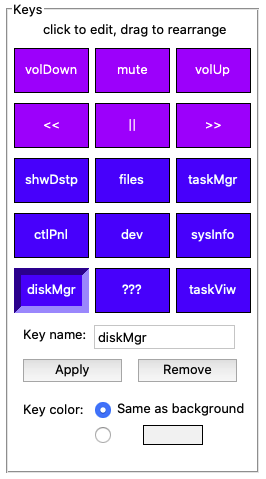 Keys
click to edit, drag to rearrange
volDown mute volUp
<< || >>
shwDstp files taskMgr
ctlPnl dev sysInfo
diskMgr ??? taskViw
Key name: diskMgr
Apply Remove
Key color: Same as background